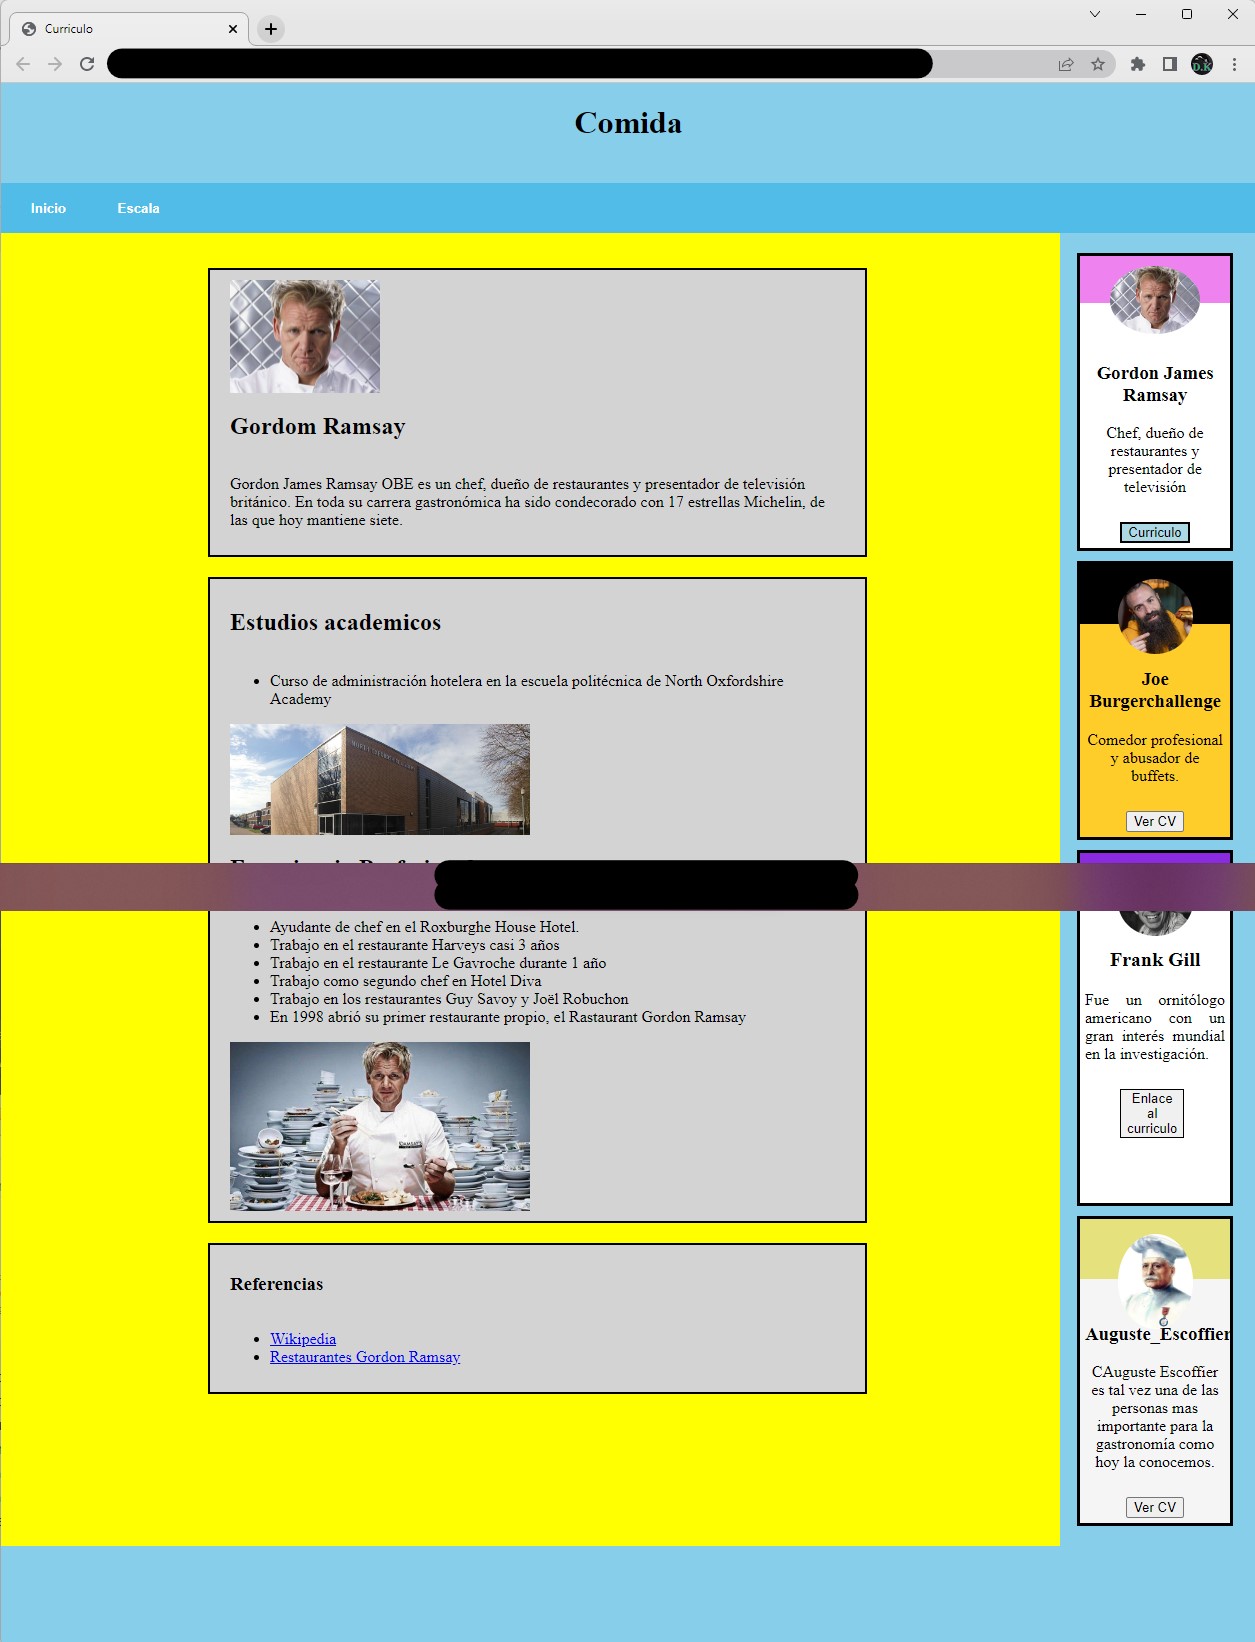 Curriculo
Comida
Inicio
Escala
Gordom Ramsay
Gordon James Ramsay OBE es un chef, dueño de restaurantes y presentador de televisión
británico. En toda su carrera gastronómica ha sido condecorado con 17 estrellas Michelin, de
las que hoy mantiene siete.
Estudios academicos
Curso de administración hotelera en la escuela politécnica de North Oxfordshire
Academy
Ayudante de chef en el Roxburghe House Hotel.
Trabajo en el restaurante Harveys casi 3 años
Trabajo en el restaurante Le Gavroche durante 1 año
Trabajo como segundo chef en Hotel Diva
Trabajo en los restaurantes Guy Savoy y Joël Robuchon
En 1998 abrió su primer restaurante propio, el Rastaurant Gordon Ramsay
Referencias
Wikipedia
Restaurantes Gordon Ramsay
Gordon James
Ramsay
Chef, dueño de
restaurantes y
presentador de
televisión
Curriculo
Joe
Burgerchallenge
Comedor profesional
y abusador de
buffets.
Ver CV
Frank Gill
Fue un ornitólogo
americano con un
gran interés mundial
en la investigación.
Enlace
al
curriculo
Auguste_Escoffier
CAuguste Escoffier
es tal vez una de las
personas mas
importante para la
gastronomía como
hoy la conocemos.
Ver CV